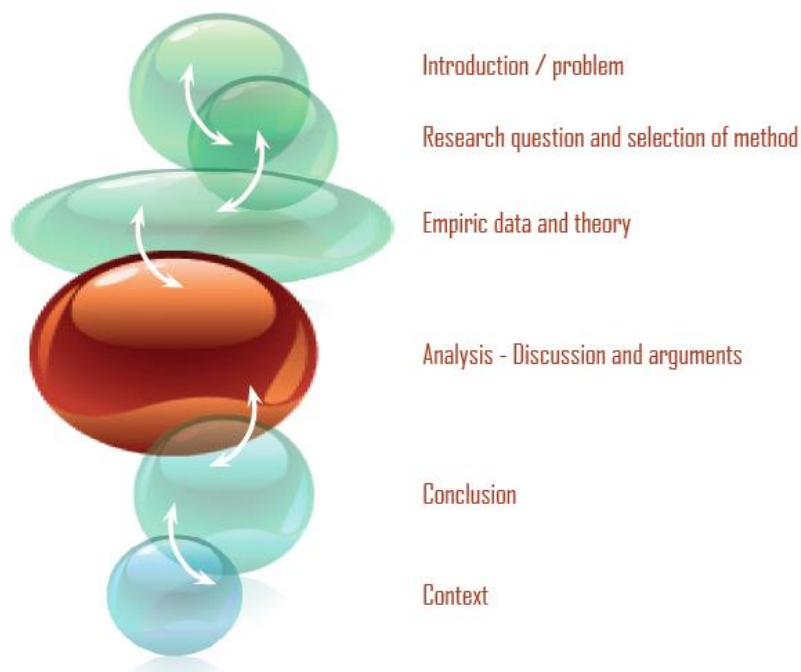 Introduction / problem
Research question and selection of method
Empiric data and theory
Analysis - Discussion and arguments
Conclusion
Context